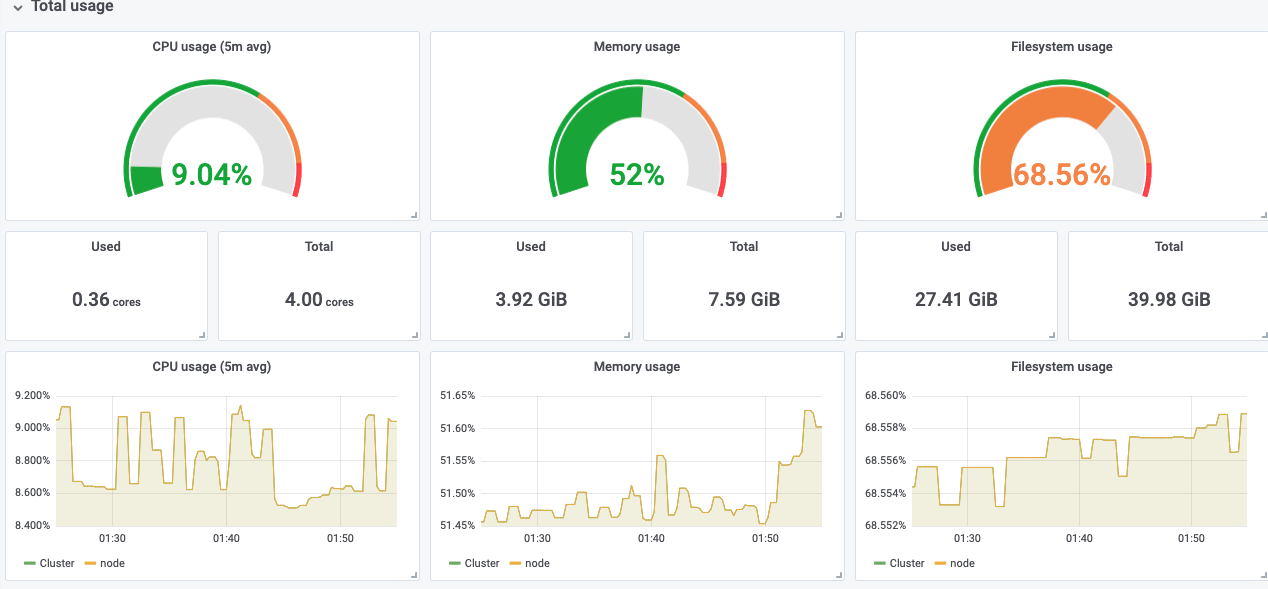 Total usage
CPU usage (5m avg)
9.04%
Memory usage
52%
Filesystem usage
68.56%
Used
0.36 cores
Total
4.00 cores
Used
3.92 GiB
Total
7.59 GiB
Used
27.41 GiB
Total
39.98 GiB
CPU usage (5m avg)
9.200%
9.000%
8.800%
8.600%
8.400%
01:30 01:40 01:50
Cluster node
Memory usage
51.65%
51.60%
51.55%
51.50%
51.45%
01:30 01:40 01:50
Cluster node
Filesystem usage
68.560%
68.558%
68.556%
68.554%
68.552%
01:30 01:40 01:50
Cluster node